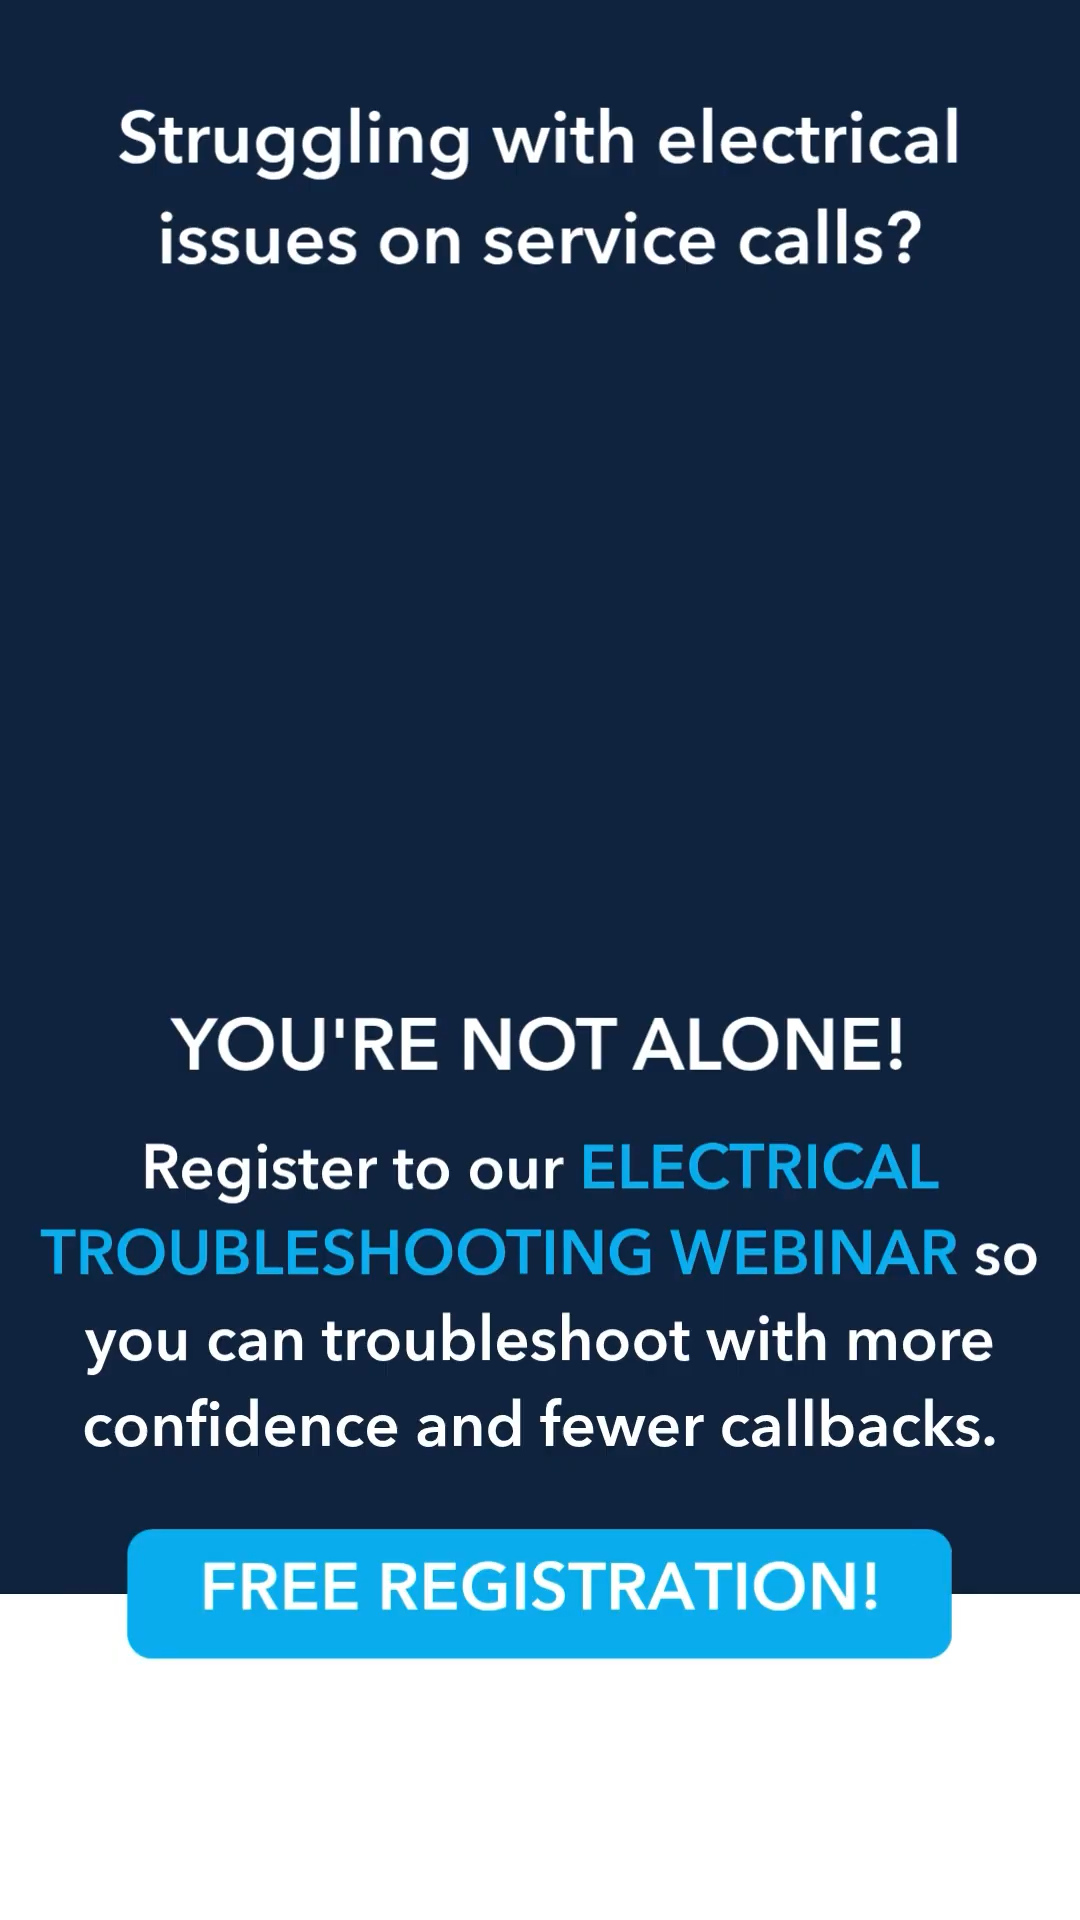 Struggling with electrical
issues on service calls?
YOU'RE NOT ALONE!
Register to our ELECTRICAL
TROUBLESHOOTING WEBINAR so
you can troubleshoot with more
confidence and fewer callbacks.
FREE REGISTRATION!